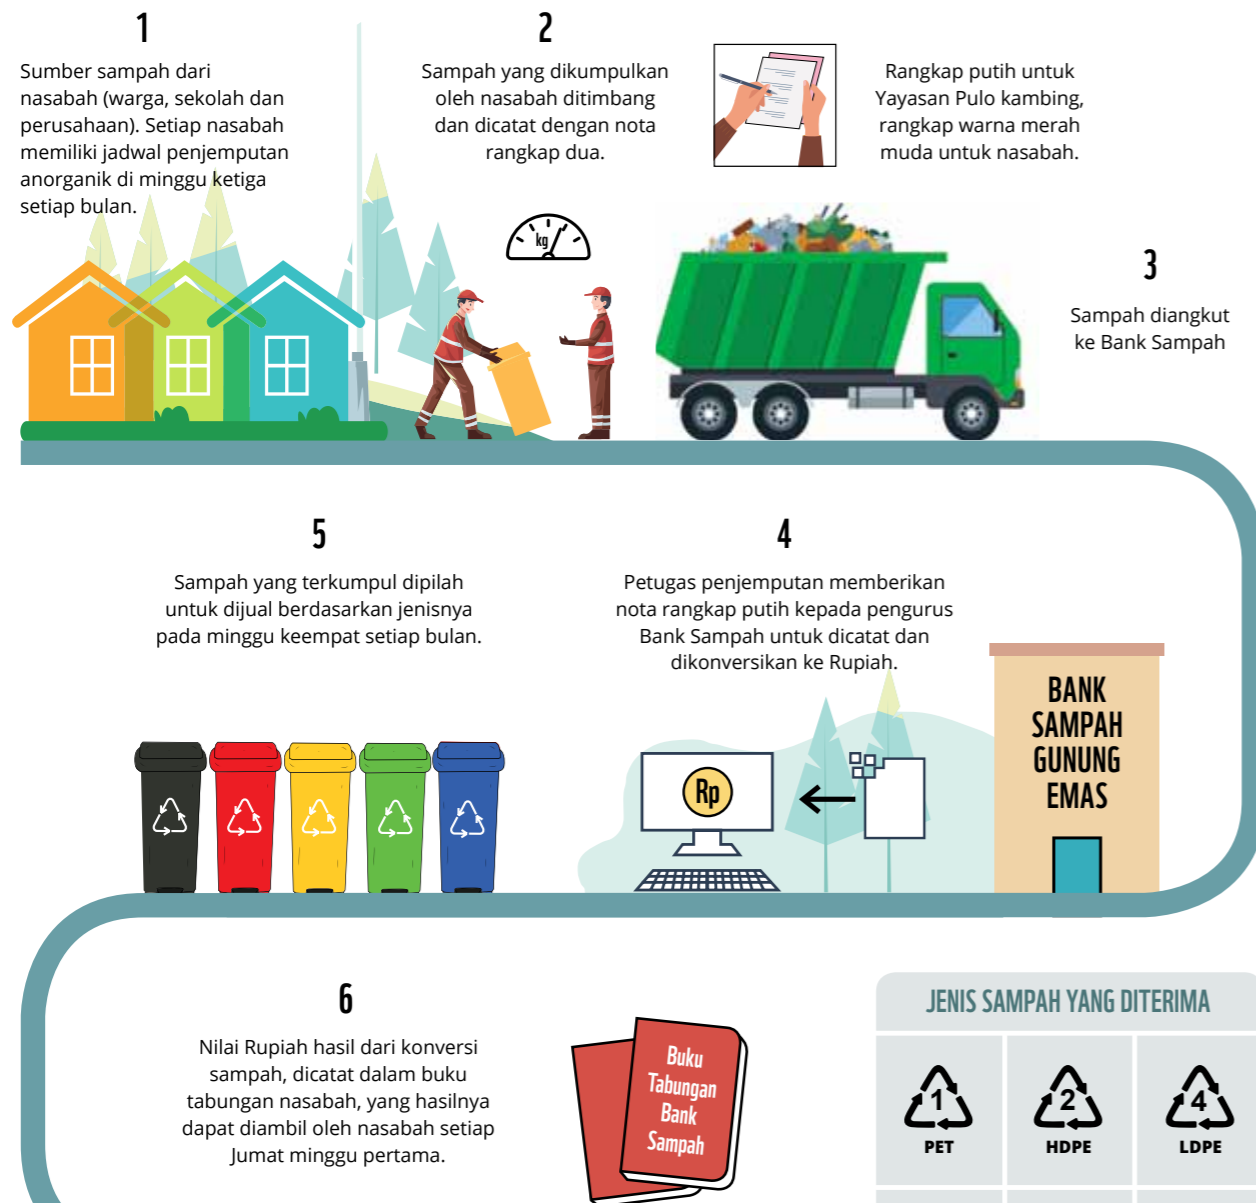 1
Sumber sampah dari
nasabah (warga, sekolah dan
perusahaan). Setiap nasabah
memiliki jadwal penjemputan
anorganik di minggu ketiga
setiap bulan.
2
Sampah yang dikumpulkan
oleh nasabah ditimbang
dan dicatat dengan nota
rangkap dua.
Rangkap putih untuk
Yayasan Pulo kambing,
rangkap warna merah
muda untuk nasabah.
kg
3
Sampah diangkut
ke Bank Sampah
4
Petugas penjemputan memberikan
nota rangkap putih kepada pengurus
Bank Sampah untuk dicatat dan
dikonversikan ke Rupiah.
Rp
BANK
SAMPAH
GUNUNG
EMAS
5
Sampah yang terkumpul dipilah
untuk dijual berdasarkan jenisnya
pada minggu keempat setiap bulan.
6
Nilai Rupiah hasil dari konversi
sampah, dicatat dalam buku
tabungan nasabah, yang hasilnya
dapat diambil oleh nasabah setiap
Jumat minggu pertama.
Buku
Tabungan
Bank
Sampah
JENIS SAMPAH YANG DITERIMA
1
PET
2
HDPE
4
LDPE